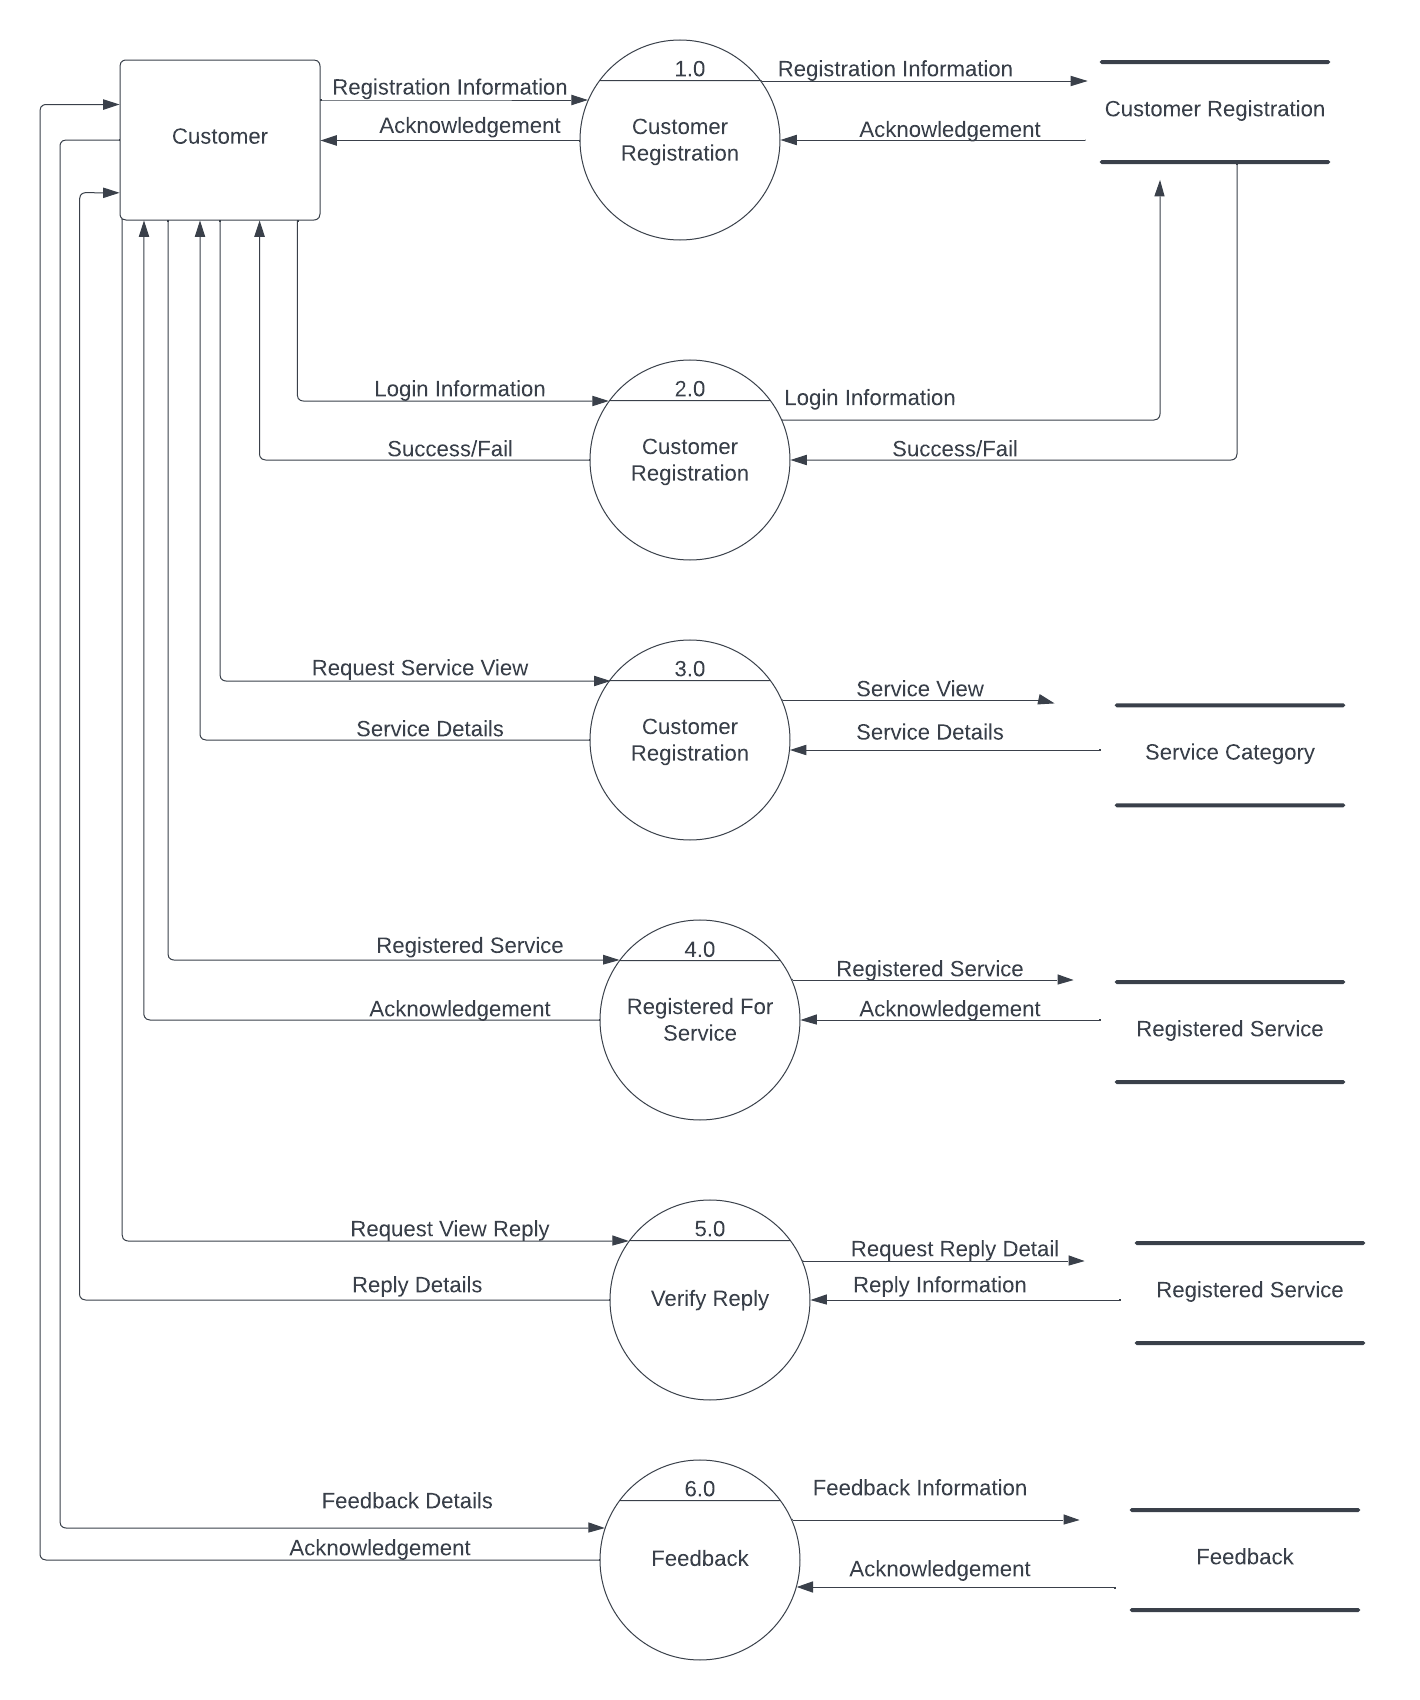 Customer
Registration Information
Acknowledgement
1.0
Customer
Registration
Registration Information
Acknowledgement
Customer Registration
Login Information
Success/Fail
2.0
Customer
Registration
Login Information
Success/Fail
Request Service View
Service Details
3.0
Customer
Registration
Service View
Service Details
Service Category
Registered Service
Acknowledgement
4.0
Registered For
Service
Registered Service
Acknowledgement
Registered Service
Request View Reply
Reply Details
5.0
Verify Reply
Request Reply Detail
Reply Information
Registered Service
Feedback Details
Acknowledgement
6.0
Feedback
Feedback Information
Acknowledgement
Feedback